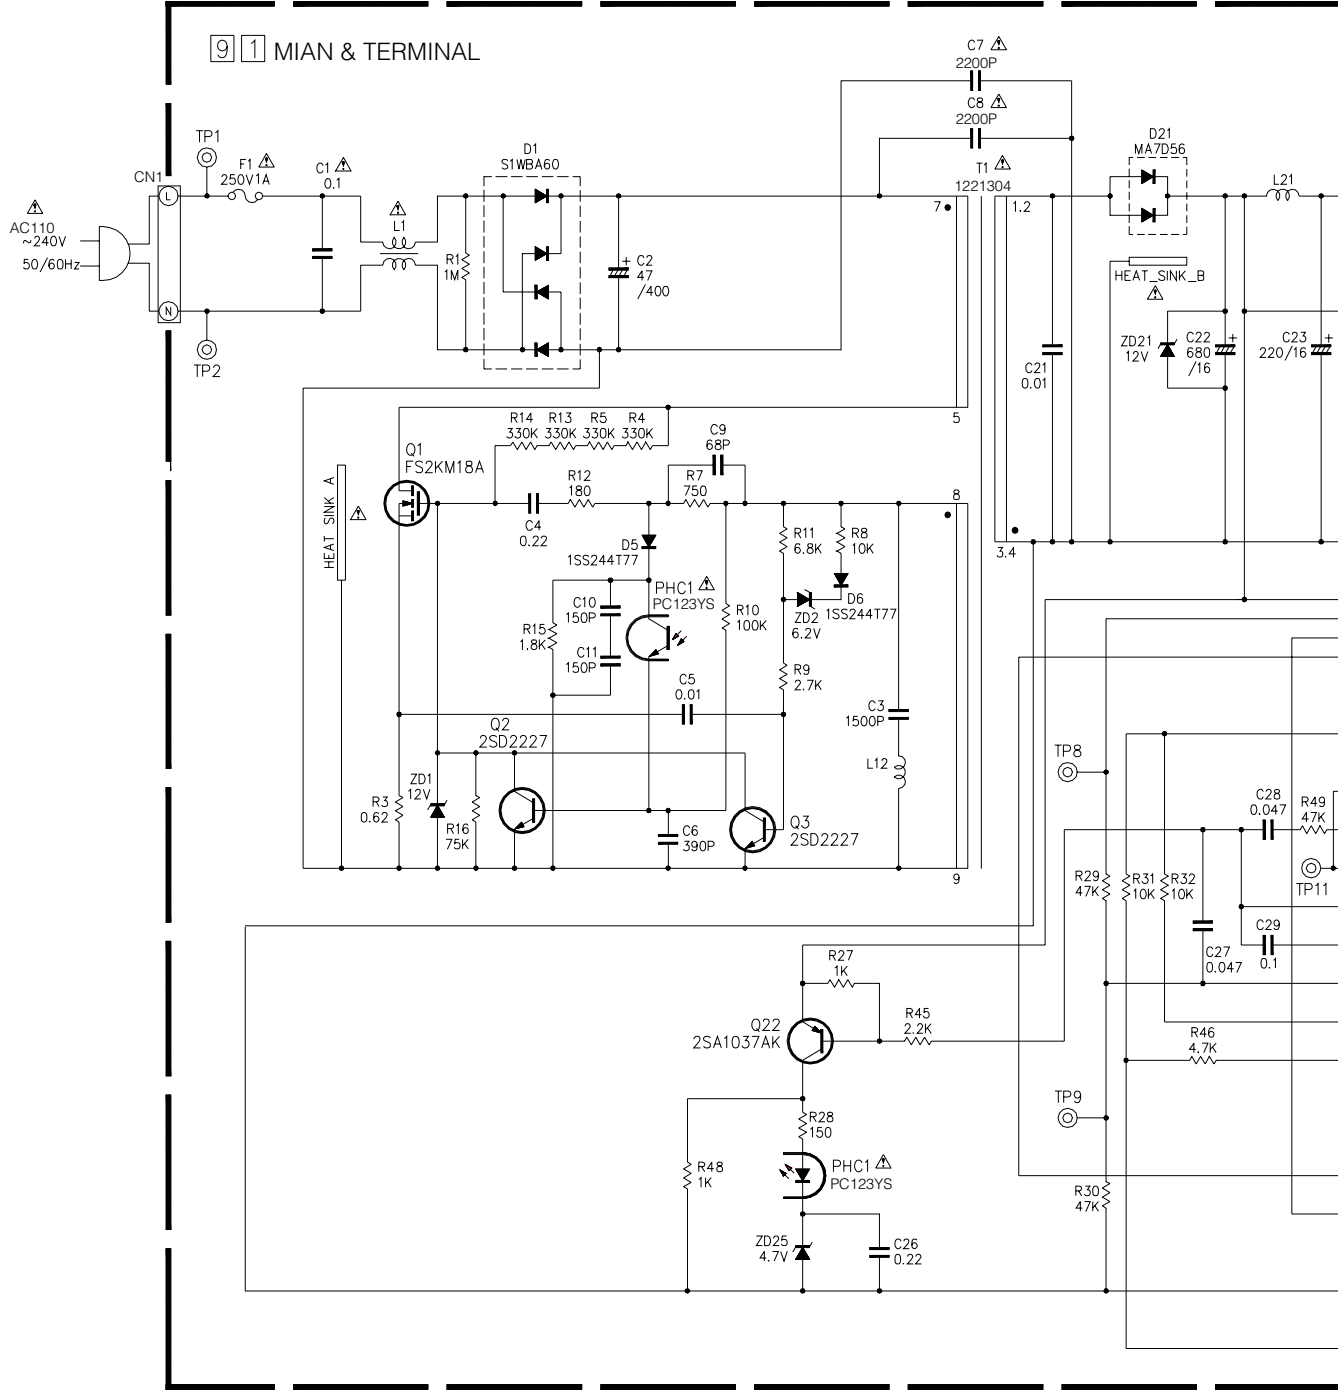 9 1 MIAN & TERMINAL
C7
2200P
C8
2200P
TP1
F1
250V1A
C1
0.1
CN1
L
D1
S1WBA60
T1
1221304
D21
MA7D56
L21
AC110
~240V
50/60Hz
L1
7
1.2
R1
1M
C2
47
/400
+
HEAT_SINK_B
N
TP2
C21
0.01
ZD21
12V
C22
680
/16
+
C23
220/16
+
R14
330K
R13
330K
R5
330K
R4
330K
5
Q1
FS2KM18A
C9
68P
HEAT SINK A
R12
180
R7
750
8
C4
0.22
D5
1SS244T77
R11
6.8K
R8
10K
3.4
PHC1
PC123YS
C10
150P
R15
1.8K
C11
150P
R10
100K
ZD2
6.2V
D6
1SS244T77
R9
2.7K
C5
0.01
C3
1500P
Q2
2SD2227
L12
TP8
ZD1
12V
R3
0.62
R16
75K
C6
390P
Q3
2SD2227
9
C28
0.047
R49
47K
TP11
R29
47K
R31
10K
R32
10K
C27
0.047
C29
0.1
R27
1K
Q22
2SA1037AK
R45
2.2K
R46
4.7K
TP9
R28
150
R48
1K
PHC1
PC123YS
R30
47K
ZD25
4.7V
C26
0.22